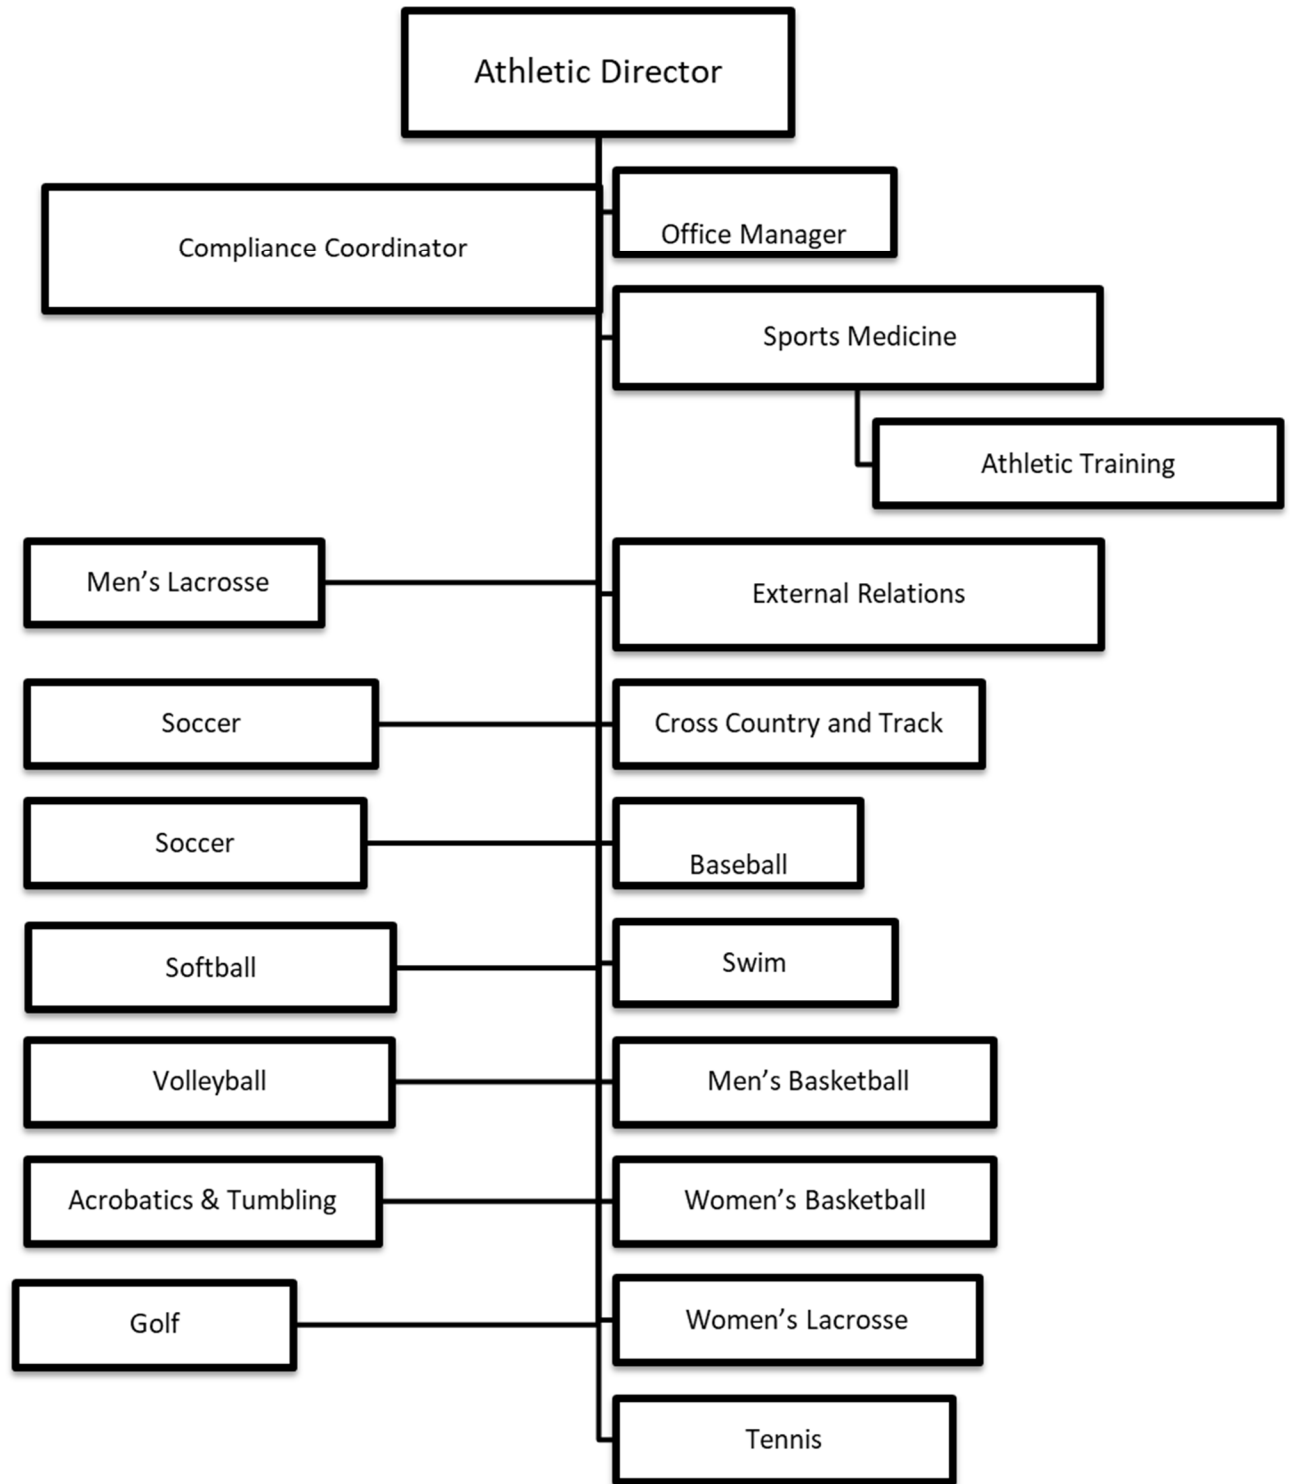 Athletic Director
Compliance Coordinator
Office Manager
Sports Medicine
Athletic Training
Men’s Lacrosse
External Relations
Soccer
Cross Country and Track
Soccer
Baseball
Softball
Swim
Volleyball
Men’s Basketball
Acrobatics & Tumbling
Women’s Basketball
Golf
Women’s Lacrosse
Tennis